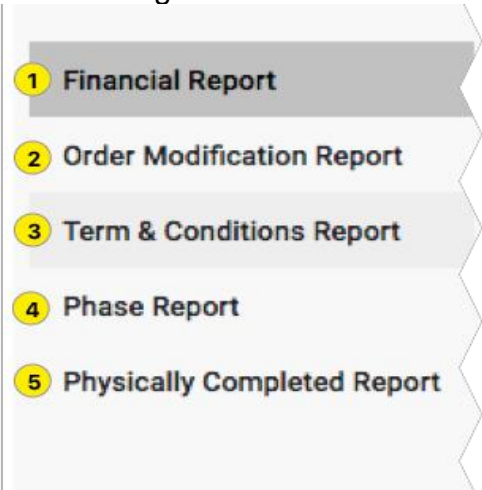 1 Financial Report
2 Order Modification Report
3 Term & Conditions Report
4 Phase Report
5 Physically Completed Report